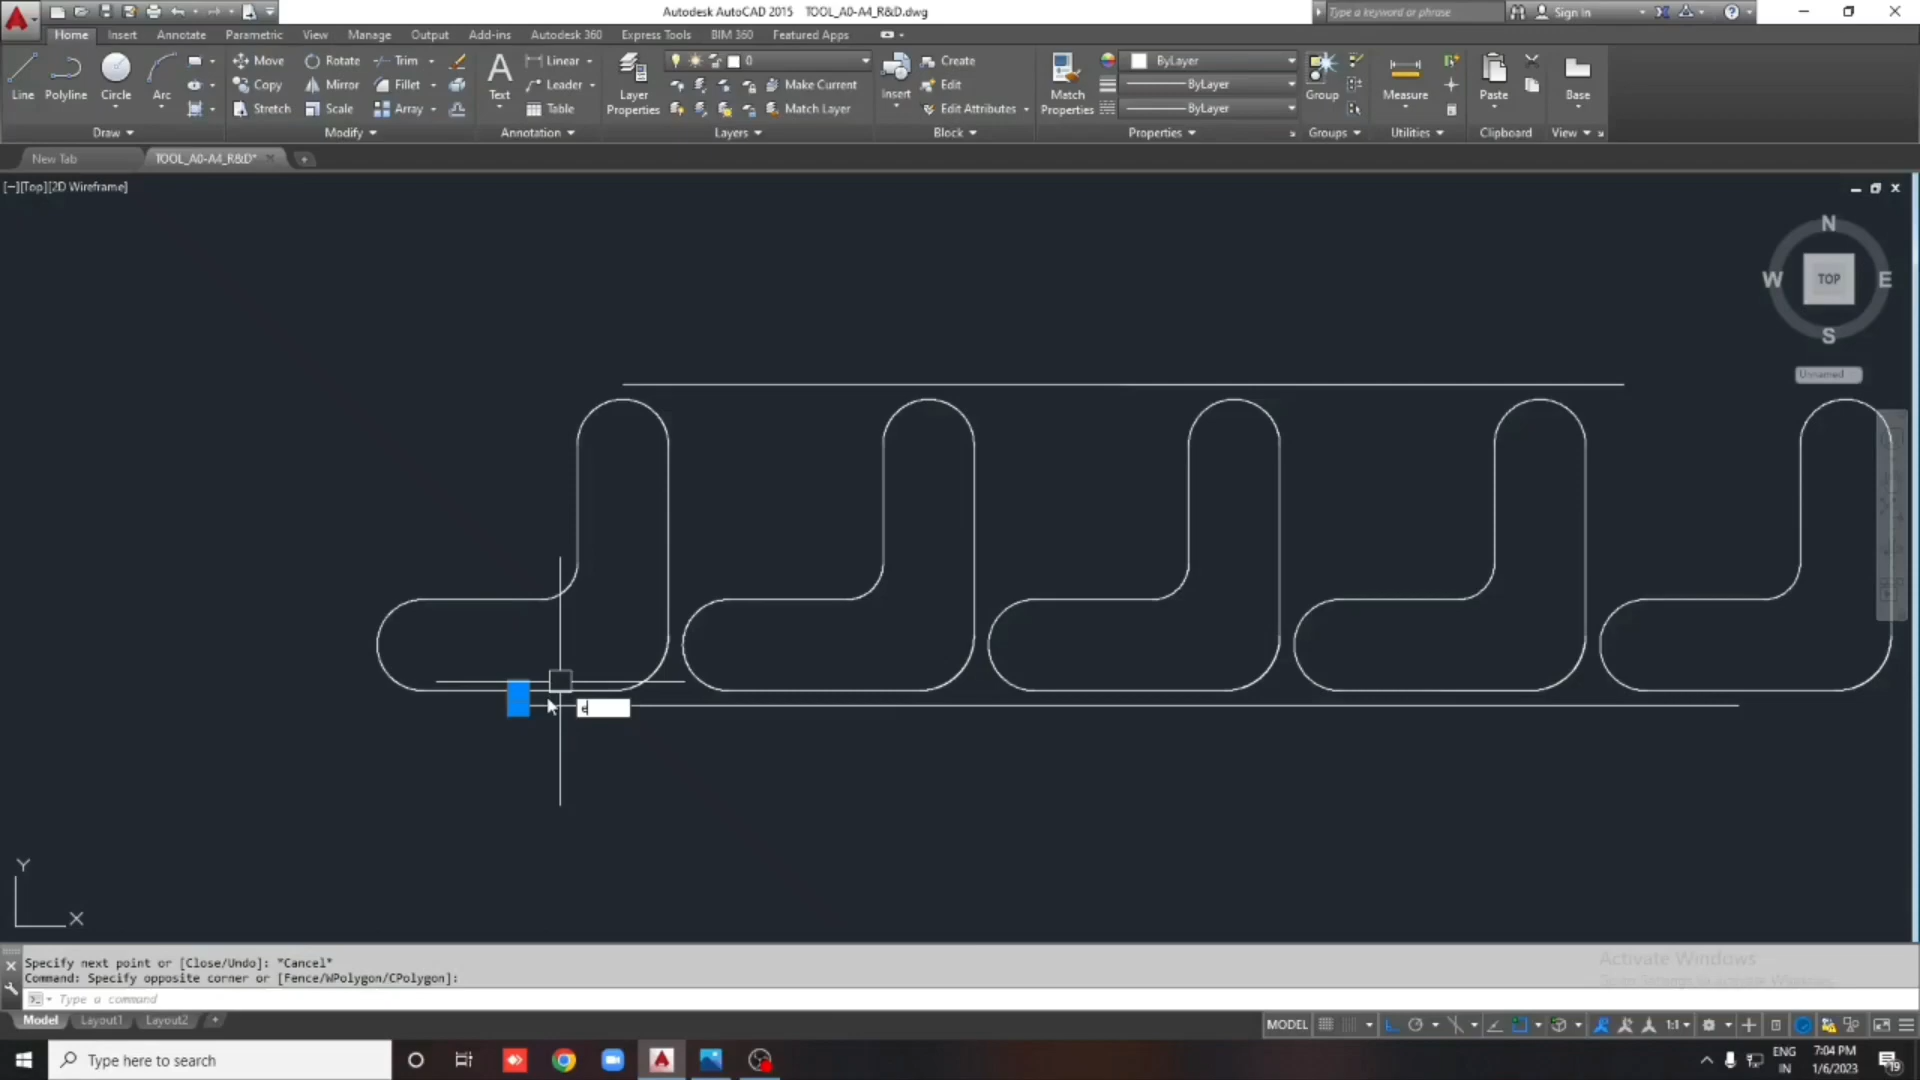 Autodesk AutoCAD 2015 TOOL_A0-A4_R&D.dwg
Type a keyword or phrase
Sign In
Home Insert Annotate Parametric View Manage Output Add-ins Autodesk 360 Express Tools BIM 360 Featured Apps
Line
Polyline
Circle
Arc
Move Rotate Trim
Copy Mirror Fillet
Stretch Scale Array
Text
Linear
Leader
Table
Layer
Properties
0
Make Current
Match Layer
Insert
Create
Edit
Edit Attributes
Match
Properties
ByLayer
ByLayer
ByLayer
Group
Measure
Paste
Base
Draw Modify Annotation Layers Block Properties Groups Utilities Clipboard View
New Tab TOOL_A0-A4_R&D*
[−][Top][2D Wireframe]
N
W TOP E
S
Unnamed
e
Y
X
Specify next point or [Close/Undo]: *Cancel*
Command: Specify opposite corner or [Fence/WPolygon/CPolygon]:
Type a command
Activate Windows
Model Layout1 Layout2 +
MODEL
1:1
Type here to search
ENG
IN
7:04 PM
1/6/2023
19